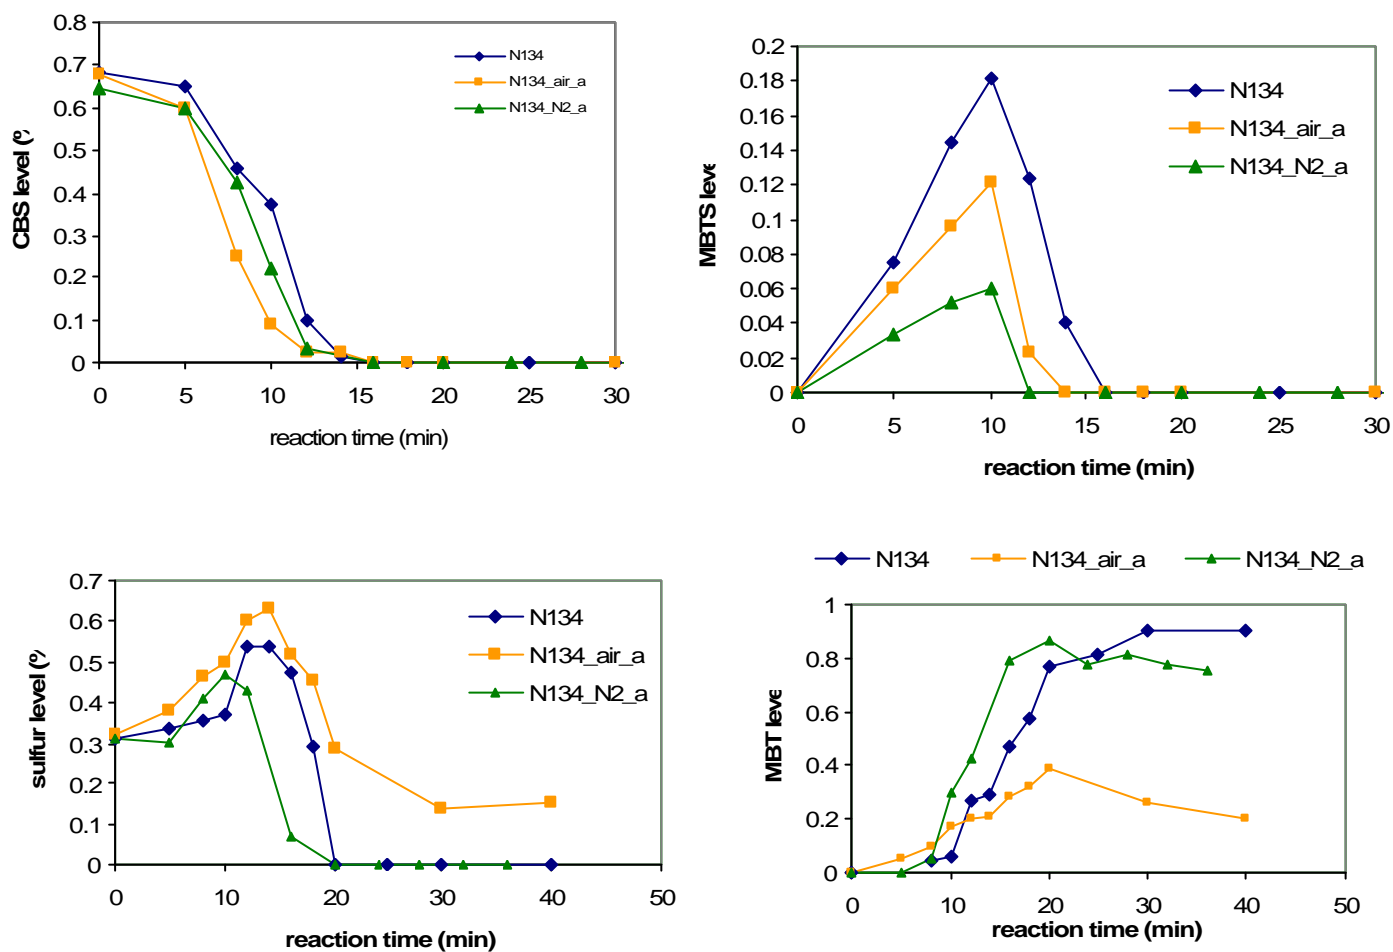 0.8
0.7
0.6
0.5
0.4
0.3
0.2
0.1
0
CBS level (
N134
N134_air_a
N134_N2_a
0 5 10 15 20 25 30
reaction time (min)
0.2
0.18
0.16
0.14
0.12
0.1
0.08
0.06
0.04
0.02
0
MBTS leve
N134
N134_air_a
N134_N2_a
0 5 10 15 20 25 30
reaction time (min)
0.7
0.6
0.5
0.4
0.3
0.2
0.1
0
sulfur level (
N134
N134_air_a
N134_N2_a
0 10 20 30 40 50
reaction time (min)
N134 N134_air_a N134_N2_a
1
0.8
0.6
0.4
0.2
0
MBT leve
0 10 20 30 40 50
reaction time (min)